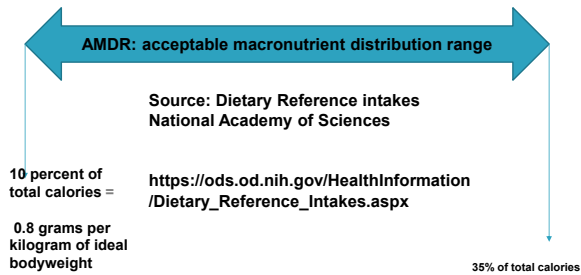 AMDR: acceptable macronutrient distribution range
Source: Dietary Reference intakes
National Academy of Sciences
10 percent of
total calories =
0.8 grams per
kilogram of ideal
bodyweight
https://ods.od.nih.gov/HealthInformation
/Dietary_Reference_Intakes.aspx
35% of total calories